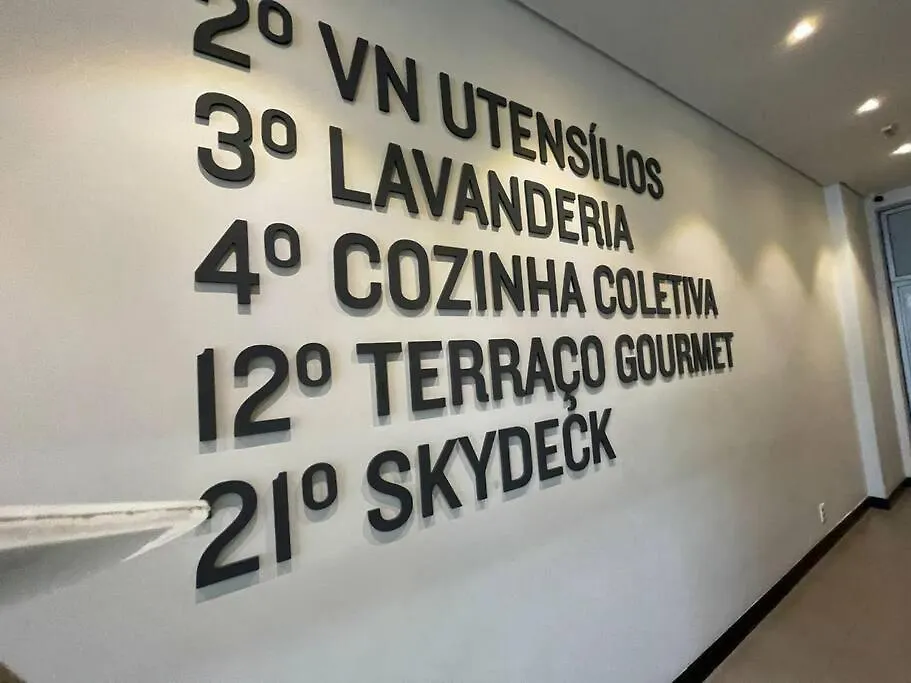 2º VN UTENSÍLIOS
3º LAVANDERIA
4º COZINHA COLETIVA
12º TERRAÇO GOURMET
21º SKYDECK